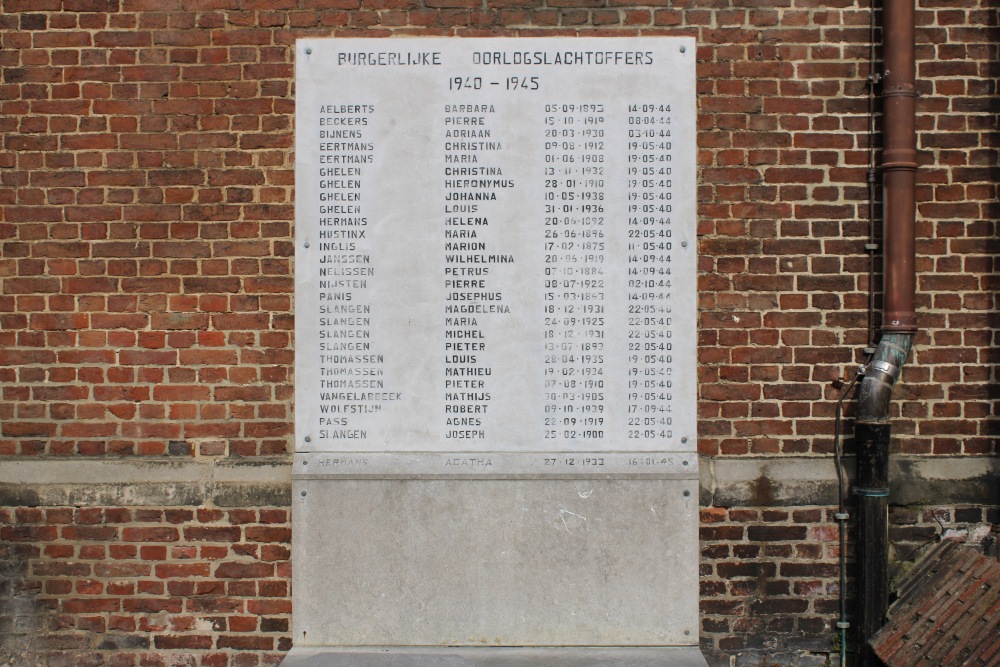 BURGERLIJKE OORLOGSLACHTOFFERS
1940 - 1945
AELBERTS BARBARA 05·09·1893 14·09·44
BECKERS PIERRE 15·10·1919 08·04·44
BIJNENS ADRIAAN 20·03·1930 03·10·44
EERTMANS CHRISTINA 09·08·1912 19·05·40
EERTMANS MARIA 01·06·1908 19·05·40
GHELEN CHRISTINA 13·11·1932 19·05·40
GHELEN HIERONYMUS 28·01·1910 19·05·40
GHELEN JOHANNA 10·05·1938 19·05·40
GHELEN LOUIS 31·01·1936 19·05·40
HERMANS HELENA 20·06·1892 14·09·44
HUSTINX MARIA 26·06·1896 22·05·40
INGLIS MARION 17·02·1875 11·05·40
JANSSEN WILHELMINA 20·06·1919 14·09·44
NELISSEN PETRUS 07·10·1884 14·09·44
NIJSTEN PIERRE 08·07·1922 02·10·44
PANIS JOSEPHUS 15·03·1863 14·09·44
SLANGEN MAGDELENA 18·12·1931 22·05·40
SLANGEN MARIA 24·09·1925 22·05·40
SLANGEN MICHEL 18·12·1931 22·05·40
SLANGEN PIETER 13·07·1892 22·05·40
THOMASSEN LOUIS 28·04·1935 19·05·40
THOMASSEN MATHIEU 19·02·1934 19·05·40
THOMASSEN PIETER 07·08·1910 19·05·40
VANGELABBEEK MATHIJS 30·03·1905 19·05·40
WOLFSTIJN ROBERT 09·10·1939 17·09·44
PASS AGNES 22·09·1919 22·05·40
SLANGEN JOSEPH 25·02·1900 22·05·40
HERMANS AGATHA 27·12·1933 16·01·45